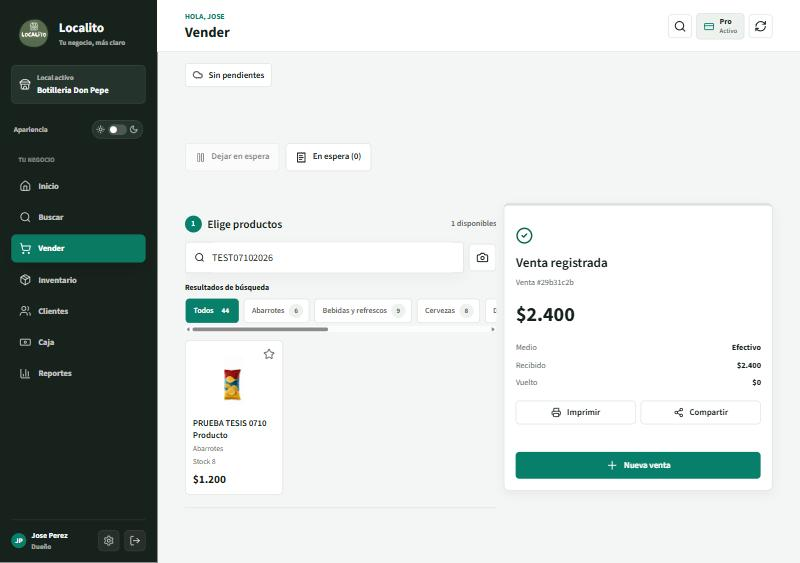 LOCALITO
Localito
Tu negocio, más claro
Local activo
Botillería Don Pepe
Apariencia
TU NEGOCIO
Inicio
Buscar
Vender
Inventario
Clientes
Caja
Reportes
JP
Jose Perez
Dueño
HOLA, JOSE
Vender
Pro
Activo
Sin pendientes
Dejar en espera
En espera (0)
1 Elige productos
1 disponibles
TEST07102026
Resultados de búsqueda
Todos 44 Abarrotes 6 Bebidas y refrescos 9 Cervezas 8
PRUEBA TESIS 0710
Producto
Abarrotes
Stock 8
$1.200
Venta registrada
Venta #29b31c2b
$2.400
Medio Efectivo
Recibido $2.400
Vuelto $0
Imprimir
Compartir
Nueva venta